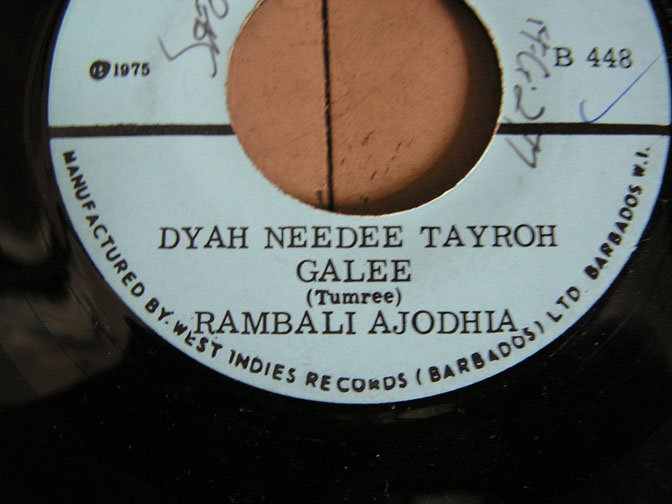 ℗ 1975
B 448
DYAH NEEDEE TAYROH
GALEE
(Tumree)
RAMBALI AJODHIA
MANUFACTURED BY WEST INDIES RECORDS (BARBADOS) LTD. BARBADOS W.I.